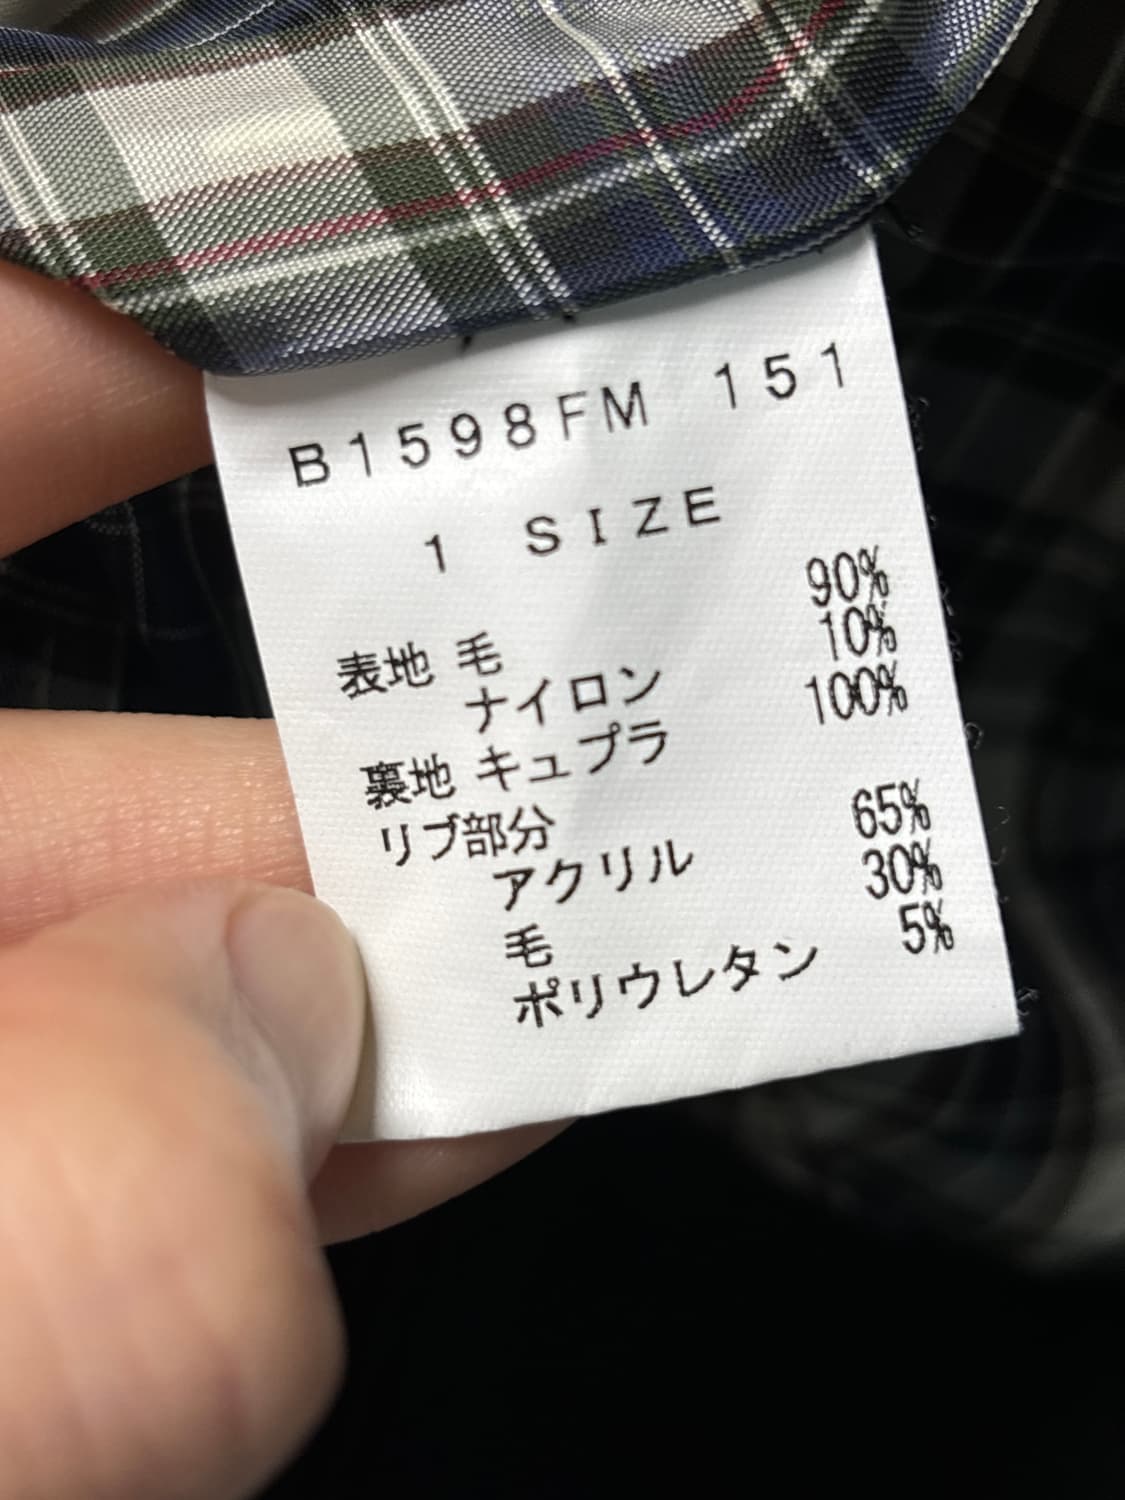 B1598FM 151
1 SIZE
表地 毛 90%
ナイロン 10%
裏地 キュプラ 100%
リブ部分
アクリル 65%
毛 30%
ポリウレタン 5%